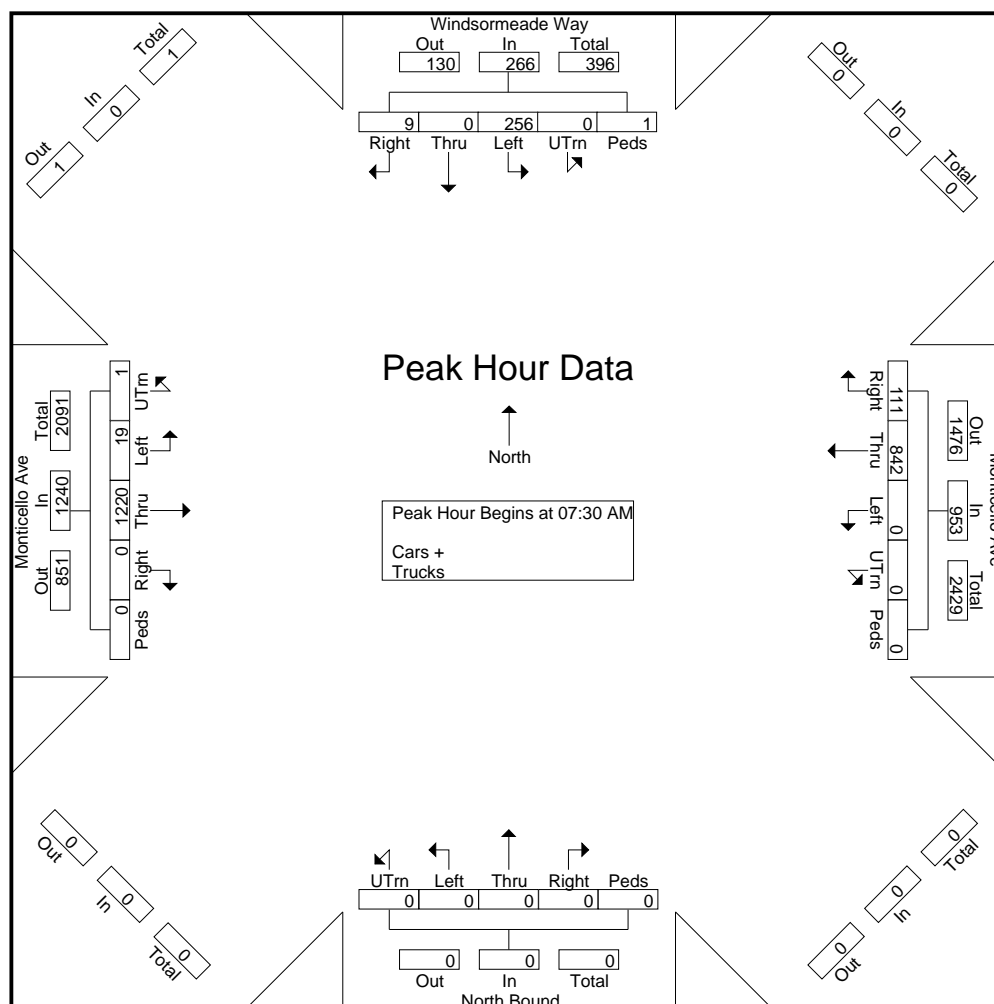 Windsormeade Way
Out In Total
130 266 396
9 0 256 0 1
Right Thru Left UTrn Peds
Total
1
In
0
Out
1
Out
0
In
0
Total
0
Peak Hour Data
North
Peak Hour Begins at 07:30 AM
Cars +
Trucks
Monticello Ave
Out In Total
851 1240 2091
0 0 1220 19 1
Peds Right Thru Left UTrn
Monticello Ave
Out In Total
1476 953 2429
111 842 0 0 0
Right Thru Left UTrn Peds
Out
0
In
0
Total
0
Total
0
In
0
Out
0
UTrn Left Thru Right Peds
0 0 0 0 0
0 0 0
Out In Total
North Bound